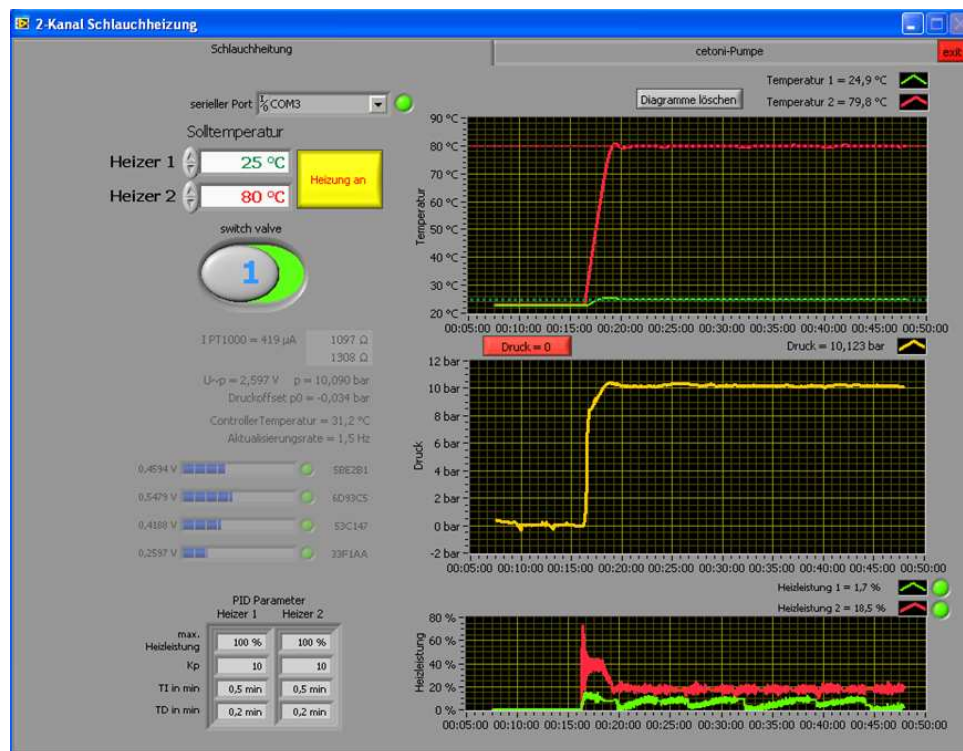 2-Kanal Schlauchheizung
Schlauchheitung
cetoni-Pumpe
exit
serieller Port
COM3
Solltemperatur
Heizer 1
25 °C
Heizer 2
80 °C
Heizung an
switch valve
1
I PT1000 = 419 µA
1097 Ω
1308 Ω
U~p = 2,597 V p = 10,090 bar
Druckoffset p0 = -0,034 bar
ControllerTemperatur = 31,2 °C
Aktualisierungsrate = 1,5 Hz
0,4594 V
5BE2B1
0,5479 V
6D93C5
0,4188 V
53C147
0,2597 V
33F1AA
PID Parameter
Heizer 1 Heizer 2
max. Heizleistung
100 % 100 %
Kp
10 10
TI in min
0,5 min 0,5 min
TD in min
0,2 min 0,2 min
Diagramme löschen
Temperatur 1 = 24,9 °C
Temperatur 2 = 79,8 °C
Temperatur
90 °C
80 °C
70 °C
60 °C
50 °C
40 °C
30 °C
20 °C
00:05:00 00:10:00 00:15:00 00:20:00 00:25:00 00:30:00 00:35:00 00:40:00 00:45:00 00:50:00
Druck = 0
Druck = 10,123 bar
Druck
12 bar
10 bar
8 bar
6 bar
4 bar
2 bar
0 bar
-2 bar
00:05:00 00:10:00 00:15:00 00:20:00 00:25:00 00:30:00 00:35:00 00:40:00 00:45:00 00:50:00
Heizleistung 1 = 1,7 %
Heizleistung 2 = 18,5 %
Heizleistung
80 %
60 %
40 %
20 %
0 %
00:05:00 00:10:00 00:15:00 00:20:00 00:25:00 00:30:00 00:35:00 00:40:00 00:45:00 00:50:00